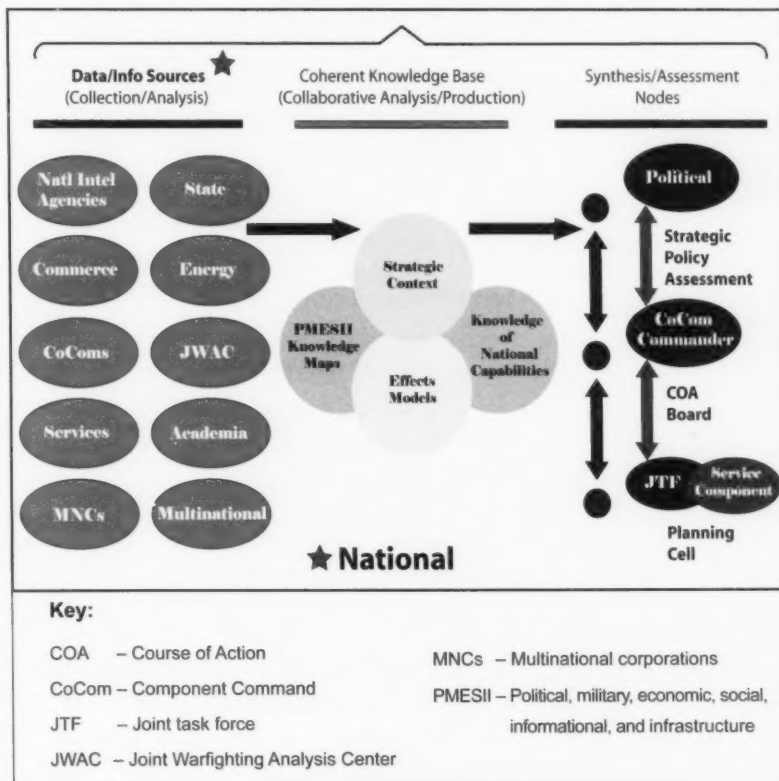 Data/Info Sources
(Collection/Analysis)
Coherent Knowledge Base
(Collaborative Analysis/Production)
Synthesis/Assessment
Nodes
Natl Intel
Agencies
State
Commerce
Energy
CoComs
JWAC
Services
Academia
MNCs
Multinational
Strategic
Context
PMESII
Knowledge
Maps
Knowledge
of
National
Capabilities
Effects
Models
Political
Strategic
Policy
Assessment
CoCom
Commander
COA
Board
JTF
Service
Component
Planning
Cell
National
Key:
COA – Course of Action
CoCom – Component Command
JTF – Joint task force
JWAC – Joint Warfighting Analysis Center
MNCs – Multinational corporations
PMESII – Political, military, economic, social,
informational, and infrastructure